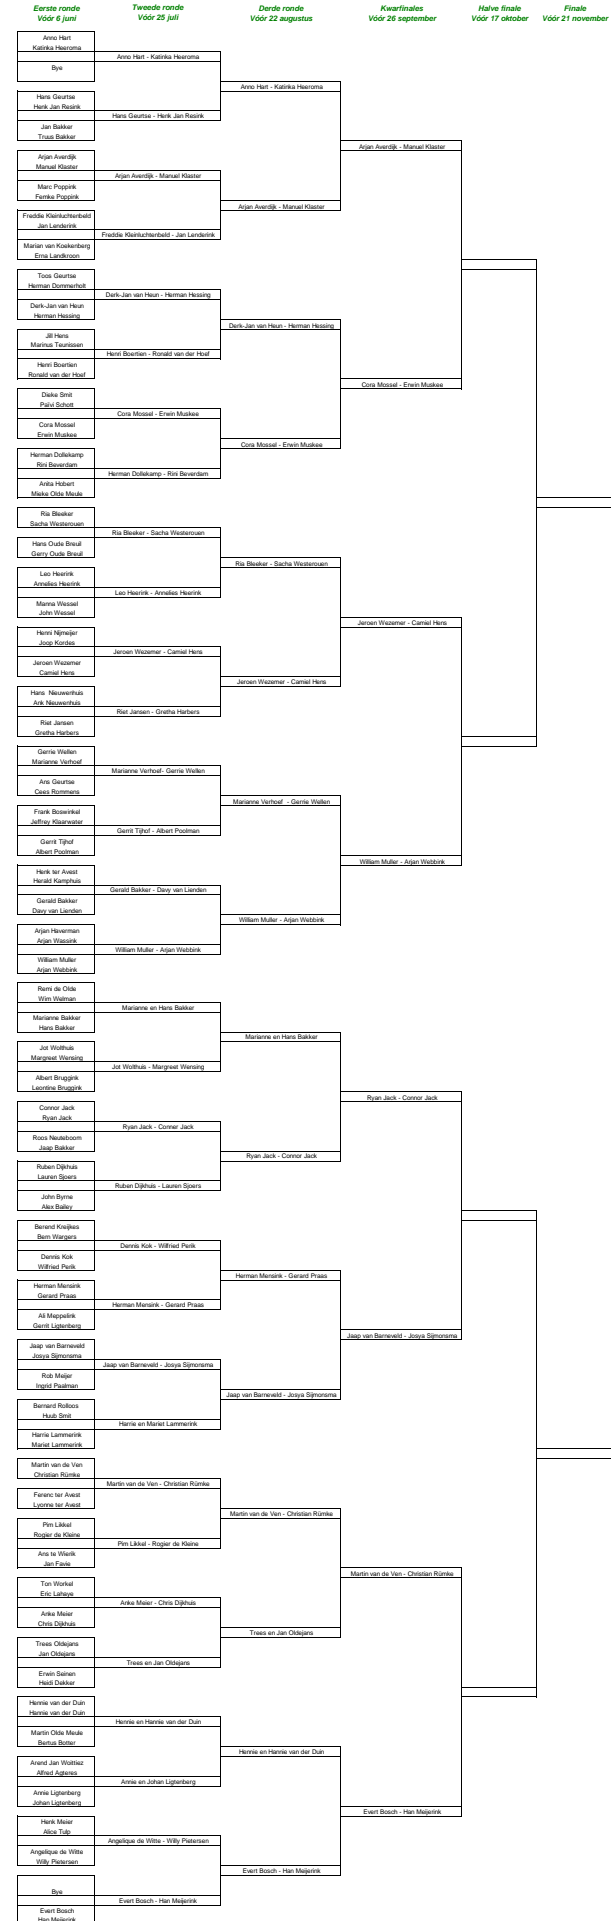 Eerste ronde
Vóór 6 juni
Tweede ronde
Vóór 25 juli
Derde ronde
Vóór 22 augustus
Kwarfinales
Vóór 26 september
Halve finale
Vóór 17 oktober
Finale
Vóór 21 november
Anno Hart
Katinka Heeroma
Bye
Hans Geurtse
Henk Jan Resink
Jan Bakker
Truus Bakker
Arjan Averdijk
Manuel Klaster
Marc Poppink
Femke Poppink
Freddie Kleinluchtenbeld
Jan Lenderink
Marian van Koekenberg
Erna Landkroon
Toos Geurtse
Herman Dommerholt
Derk-Jan van Heun
Herman Hessing
Jill Hens
Marinus Teunissen
Henri Boertien
Ronald van der Hoef
Dieke Smit
Païvi Schott
Cora Mossel
Erwin Muskee
Herman Dollekamp
Rini Beverdam
Anita Hobert
Mieke Olde Meule
Ria Bleeker
Sacha Westerouen
Hans Oude Breuil
Gerry Oude Breuil
Leo Heerink
Annelies Heerink
Manna Wessel
John Wessel
Henni Nijmeijer
Joop Kordes
Jeroen Wezemer
Camiel Hens
Hans  Nieuwenhuis
Ank Nieuwenhuis
Riet Jansen
Gretha Harbers
Gerrie Wellen
Marianne Verhoef
Ans Geurtse
Cees Rommens
Frank Boswinkel
Jeffrey Klaarwater
Gerrit Tijhof
Albert Poolman
Henk ter Avest
Herald Kamphuis
Gerald Bakker
Davy van Lienden
Arjan Haverman
Arjan Wassink
William Muller
Arjan Webbink
Remi de Olde
Wim Welman
Marianne Bakker
Hans Bakker
Jot Wolthuis
Margreet Wensing
Albert Bruggink
Leontine Bruggink
Connor Jack
Ryan Jack
Roos Neuteboom
Jaap Bakker
Ruben Dijkhuis
Lauren Sjoers
John Byrne
Alex Bailey
Berend Kreijkes
Bern Wargers
Dennis Kok
Wilfried Perik
Herman Mensink
Gerard Praas
Ali Meppelink
Gerrit Ligtenberg
Jaap van Barneveld
Josya Sijmonsma
Rob Meijer
Ingrid Paalman
Bernard Rolloos
Huub Smit
Harrie Lammerink
Mariet Lammerink
Martin van de Ven
Christian Rümke
Ferenc ter Avest
Lyonne ter Avest
Pim Likkel
Rogier de Kleine
Ans te Wierik
Jan Favie
Ton Workel
Eric Lahaye
Anke Meier
Chris Dijkhuis
Trees Oldejans
Jan Oldejans
Erwin Seinen
Heidi Dekker
Hennie van der Duin
Hannie van der Duin
Martin Olde Meule
Bertus Botter
Arend Jan Woittiez
Alfred Agteres
Annie Ligtenberg
Johan Ligtenberg
Henk Meier
Alice Tulp
Angelique de Witte
Willy Pietersen
Bye
Evert Bosch
Han Meijerink
Anno Hart - Katinka Heeroma
Hans Geurtse - Henk Jan Resink
Arjan Averdijk - Manuel Klaster
Freddie Kleinluchtenbeld - Jan Lenderink
Derk-Jan van Heun - Herman Hessing
Henri Boertien - Ronald van der Hoef
Cora Mossel - Erwin Muskee
Herman Dollekamp - Rini Beverdam
Ria Bleeker - Sacha Westerouen
Leo Heerink - Annelies Heerink
Jeroen Wezemer - Camiel Hens
Riet Jansen - Gretha Harbers
Marianne Verhoef- Gerrie Wellen
Gerrit Tijhof - Albert Poolman
Gerald Bakker - Davy van Lienden
William Muller - Arjan Webbink
Marianne en Hans Bakker
Jot Wolthuis - Margreet Wensing
Ryan Jack - Conner Jack
Ruben Dijkhuis - Lauren Sjoers
Dennis Kok - Wilfried Perik
Herman Mensink - Gerard Praas
Jaap van Barneveld - Josya Sijmonsma
Harrie en Mariet Lammerink
Martin van de Ven - Christian Rümke
Pim Likkel - Rogier de Kleine
Anke Meier - Chris Dijkhuis
Trees en Jan Oldejans
Hennie en Hannie van der Duin
Annie en Johan Ligtenberg
Angelique de Witte - Willy Pietersen
Evert Bosch - Han Meijerink
Anno Hart - Katinka Heeroma
Arjan Averdijk - Manuel Klaster
Derk-Jan van Heun - Herman Hessing
Cora Mossel - Erwin Muskee
Ria Bleeker - Sacha Westerouen
Jeroen Wezemer - Camiel Hens
Marianne Verhoef  - Gerrie Wellen
William Muller - Arjan Webbink
Marianne en Hans Bakker
Ryan Jack - Connor Jack
Herman Mensink - Gerard Praas
Jaap van Barneveld - Josya Sijmonsma
Martin van de Ven - Christian Rümke
Trees en Jan Oldejans
Hennie en Hannie van der Duin
Evert Bosch - Han Meijerink
Arjan Averdijk - Manuel Klaster
Cora Mossel - Erwin Muskee
Jeroen Wezemer - Camiel Hens
William Muller - Arjan Webbink
Ryan Jack - Connor Jack
Jaap van Barneveld - Josya Sijmonsma
Martin van de Ven - Christian Rümke
Evert Bosch - Han Meijerink